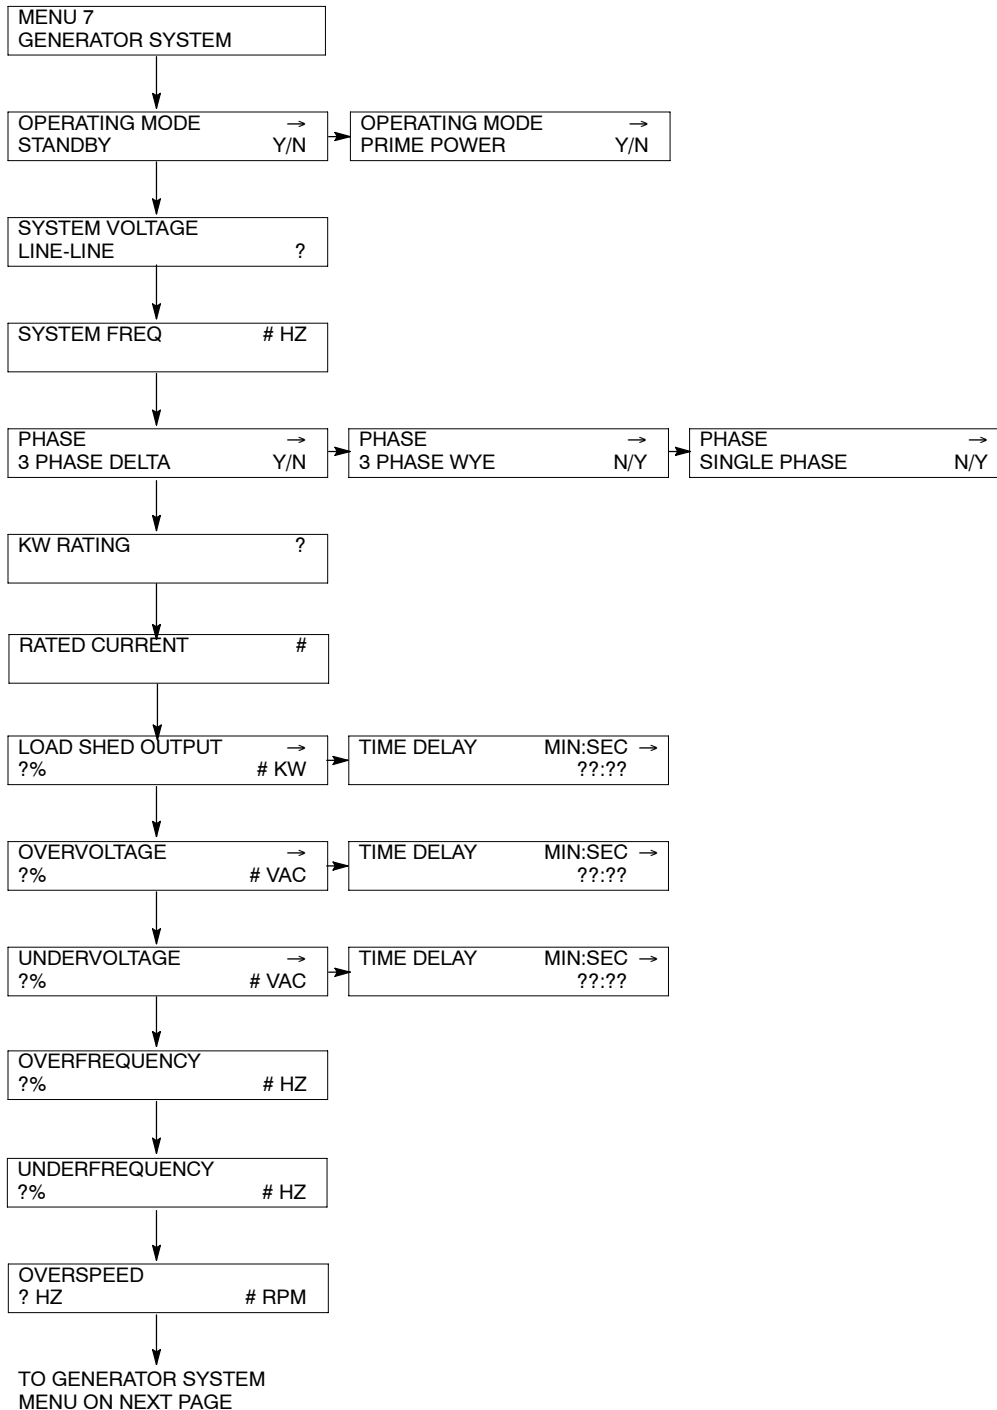 MENU 7
GENERATOR SYSTEM
OPERATING MODE →
STANDBY Y/N
OPERATING MODE →
PRIME POWER Y/N
SYSTEM VOLTAGE
LINE-LINE ?
SYSTEM FREQ # HZ
PHASE →
3 PHASE DELTA Y/N
PHASE →
3 PHASE WYE N/Y
PHASE →
SINGLE PHASE N/Y
KW RATING ?
RATED CURRENT #
LOAD SHED OUTPUT →
?% # KW
TIME DELAY MIN:SEC →
??:??
OVERVOLTAGE →
?% # VAC
TIME DELAY MIN:SEC →
??:??
UNDERVOLTAGE →
?% # VAC
TIME DELAY MIN:SEC →
??:??
OVERFREQUENCY
?% # HZ
UNDERFREQUENCY
?% # HZ
OVERSPEED
? HZ # RPM
TO GENERATOR SYSTEM
MENU ON NEXT PAGE